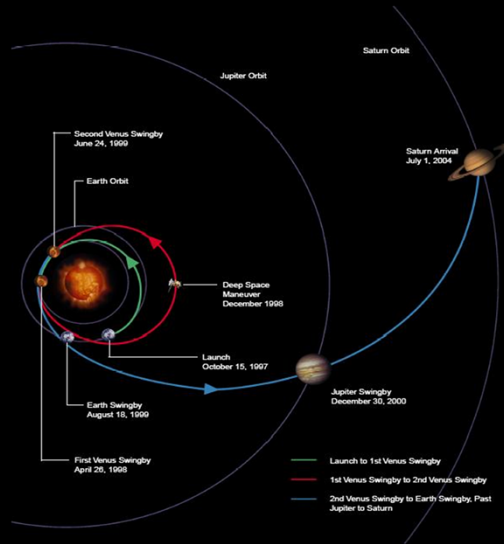 Saturn Orbit
Jupiter Orbit
Second Venus Swingby
June 24, 1999
Saturn Arrival
July 1, 2004
Earth Orbit
Deep Space
Maneuver
December 1998
Launch
October 15, 1997
Jupiter Swingby
December 30, 2000
Earth Swingby
August 18, 1999
First Venus Swingby
April 26, 1998
Launch to 1st Venus Swingby
1st Venus Swingby to 2nd Venus Swingby
2nd Venus Swingby to Earth Swingby, Past
Jupiter to Saturn